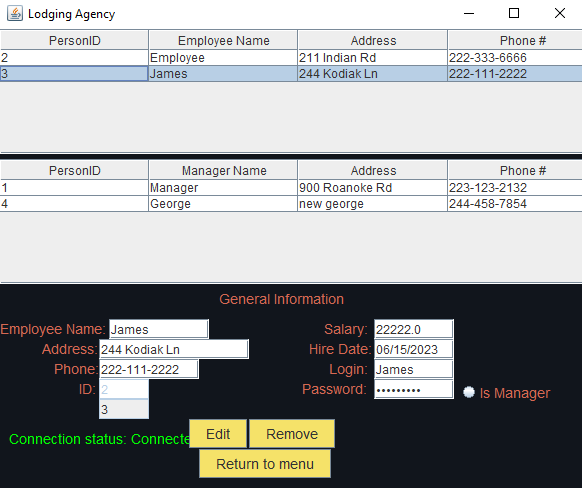 Lodging Agency
PersonID Employee Name Address Phone #
2 Employee 211 Indian Rd 222-333-6666
3 James 244 Kodiak Ln 222-111-2222
PersonID Manager Name Address Phone #
1 Manager 900 Roanoke Rd 223-123-2132
4 George new george 244-458-7854
General Information
Employee Name: James Salary: 22222.0
Address: 244 Kodiak Ln Hire Date: 06/15/2023
Phone: 222-111-2222 Login: James
ID: 2 Password: ••••••••• Is Manager
3
Connection status: Connecte Edit Remove
Return to menu